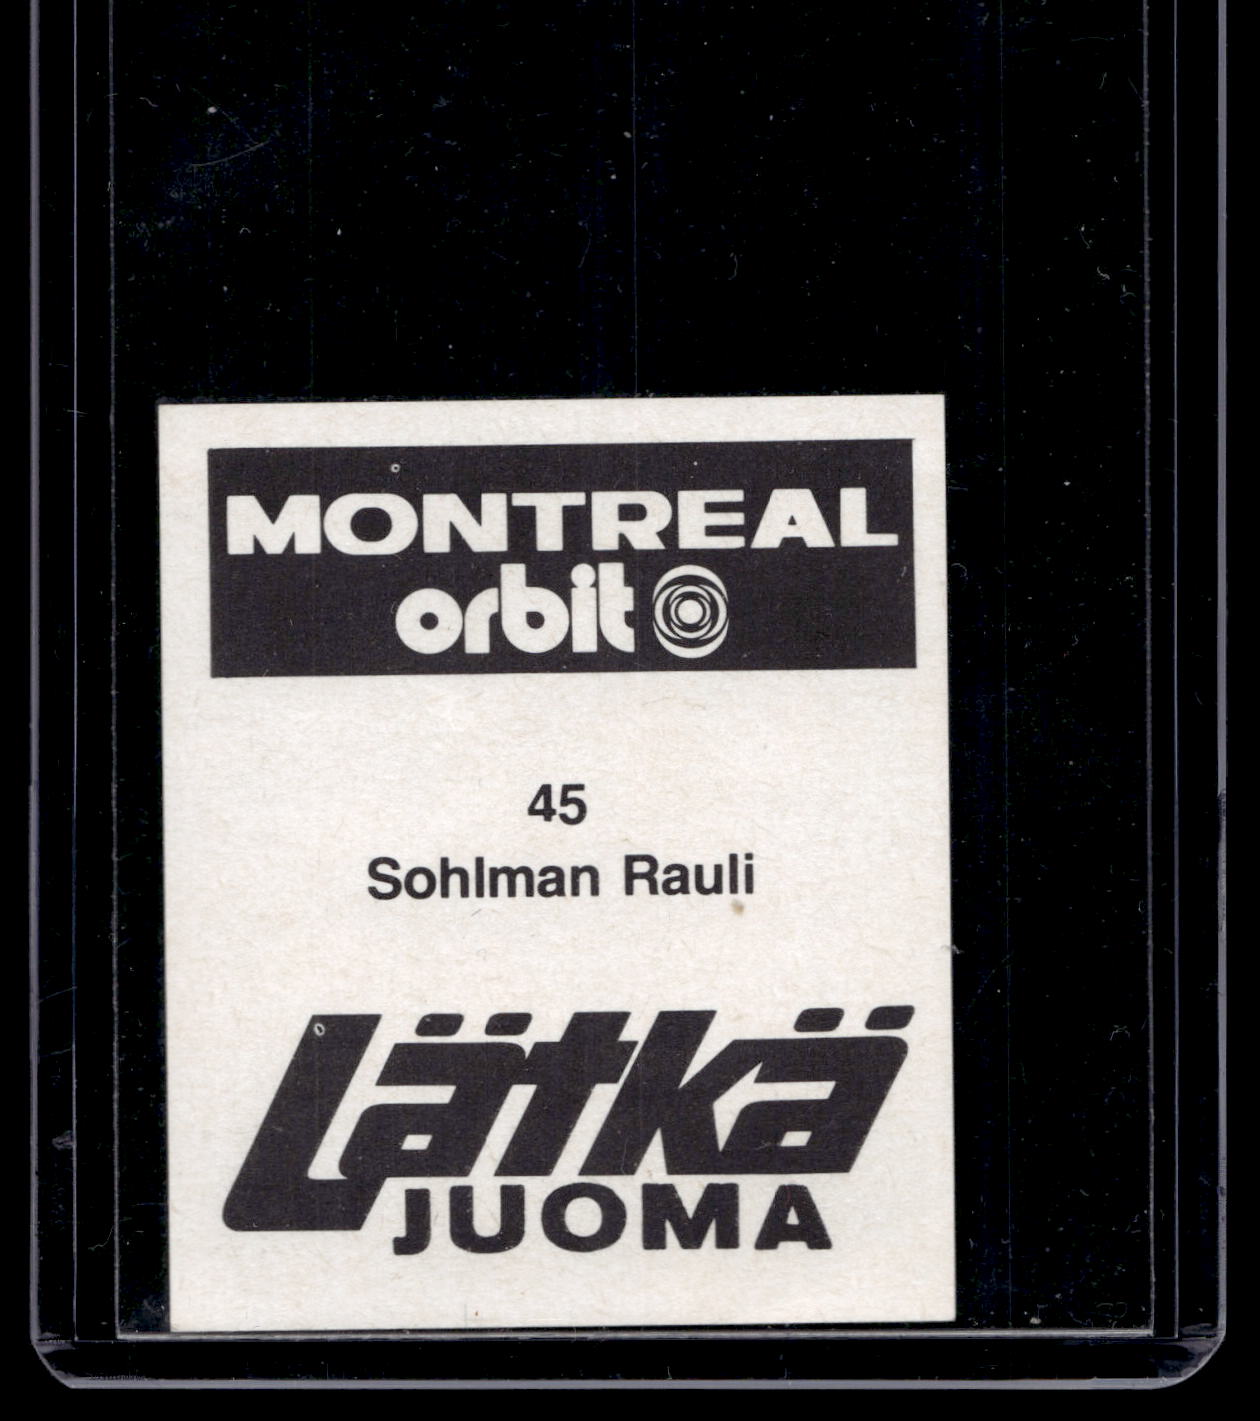 MONTREAL
orbit
45
Sohlman Rauli
Lätkä
JUOMA